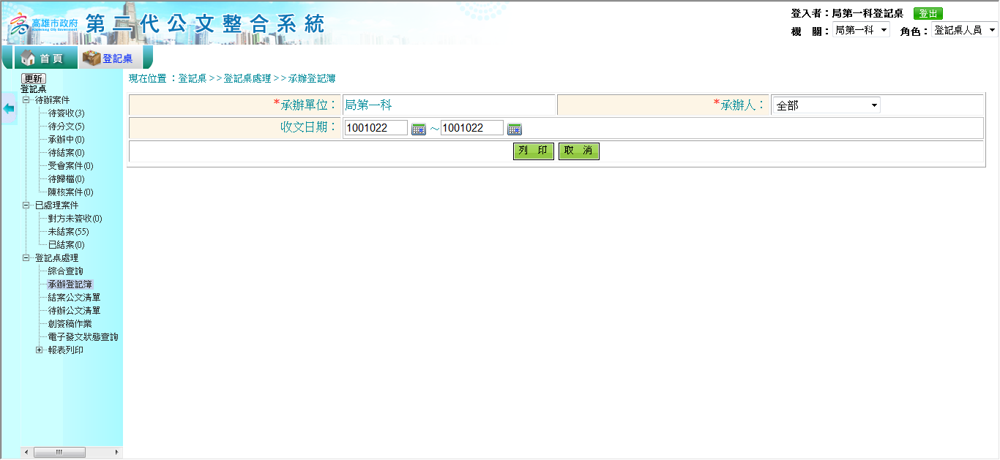 高雄市政府 第二代公文整合系統
Kaohsiung City Government
登入者：局第一科登記桌 登出
機 關： 局第一科 角色： 登記桌人員
首頁 登記桌
更新
登記桌
待辦案件
待簽收(3)
待分文(5)
承辦中(0)
待結案(0)
受會案件(0)
待歸檔(0)
陳核案件(0)
已處理案件
對方未簽收(0)
未結案(55)
已結案(0)
登記桌處理
綜合查詢
承辦登記簿
結案公文清單
待辦公文清單
創簽稿作業
電子發文狀態查詢
報表列印
現在位置：登記桌>>登記桌處理>>承辦登記簿
*承辦單位： 局第一科 *承辦人： 全部
收文日期： 1001022 ～ 1001022
列 印 取 消